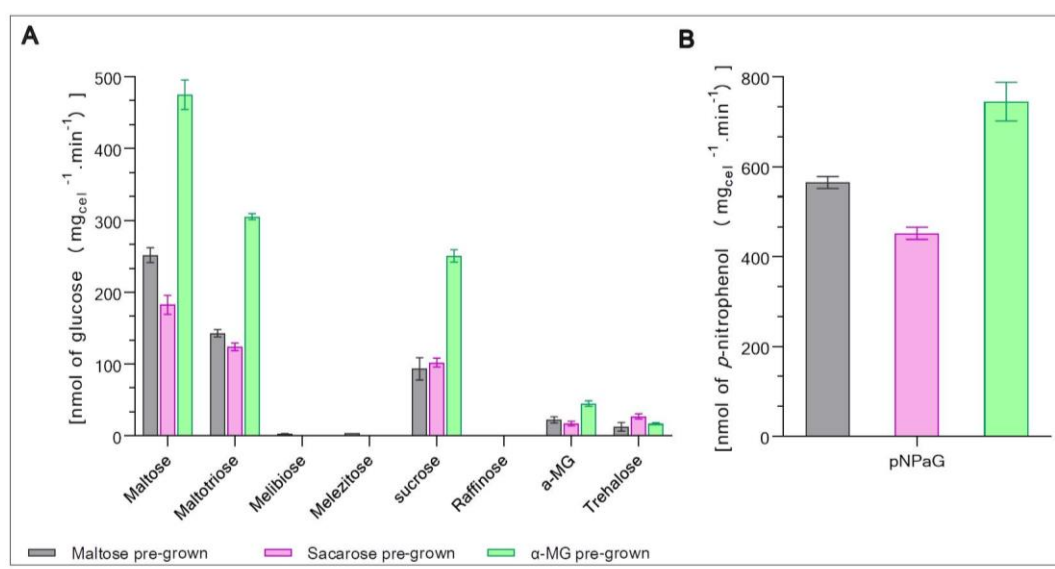 A
B
[nmol of glucose ( mgcel -1.min-1) ]
500
400
300
200
100
0
Maltose
Maltotriose
Melibiose
Melezitose
sucrose
Raffinose
a-MG
Trehalose
[nmol of p-nitrophenol ( mgcel -1.min-1) ]
800
600
400
200
0
pNPaG
Maltose pre-grown
Sacarose pre-grown
α-MG pre-grown